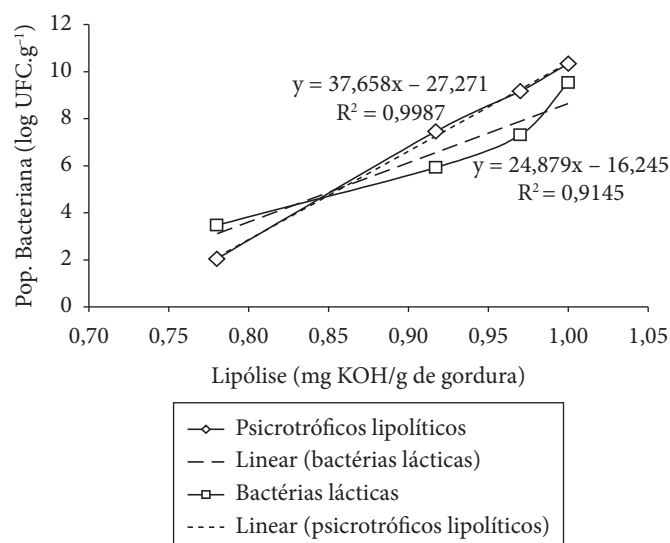 Pop. Bacteriana (log UFC.g⁻¹)
12
10
8
6
4
2
0
y = 37,658x – 27,271
R² = 0,9987
y = 24,879x – 16,245
R² = 0,9145
0,70 0,75 0,80 0,85 0,90 0,95 1,00 1,05
Lipólise (mg KOH/g de gordura)
Psicrotróficos lipolíticos
Linear (bactérias lácticas)
Bactérias lácticas
Linear (psicrotróficos lipolíticos)